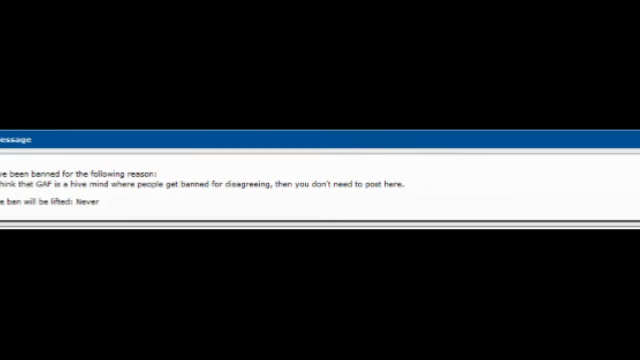 essage
ve been banned for the following reason:
hink that GAF is a hive mind where people get banned for disagreeing, then you don't need to post here.
e ban will be lifted: Never